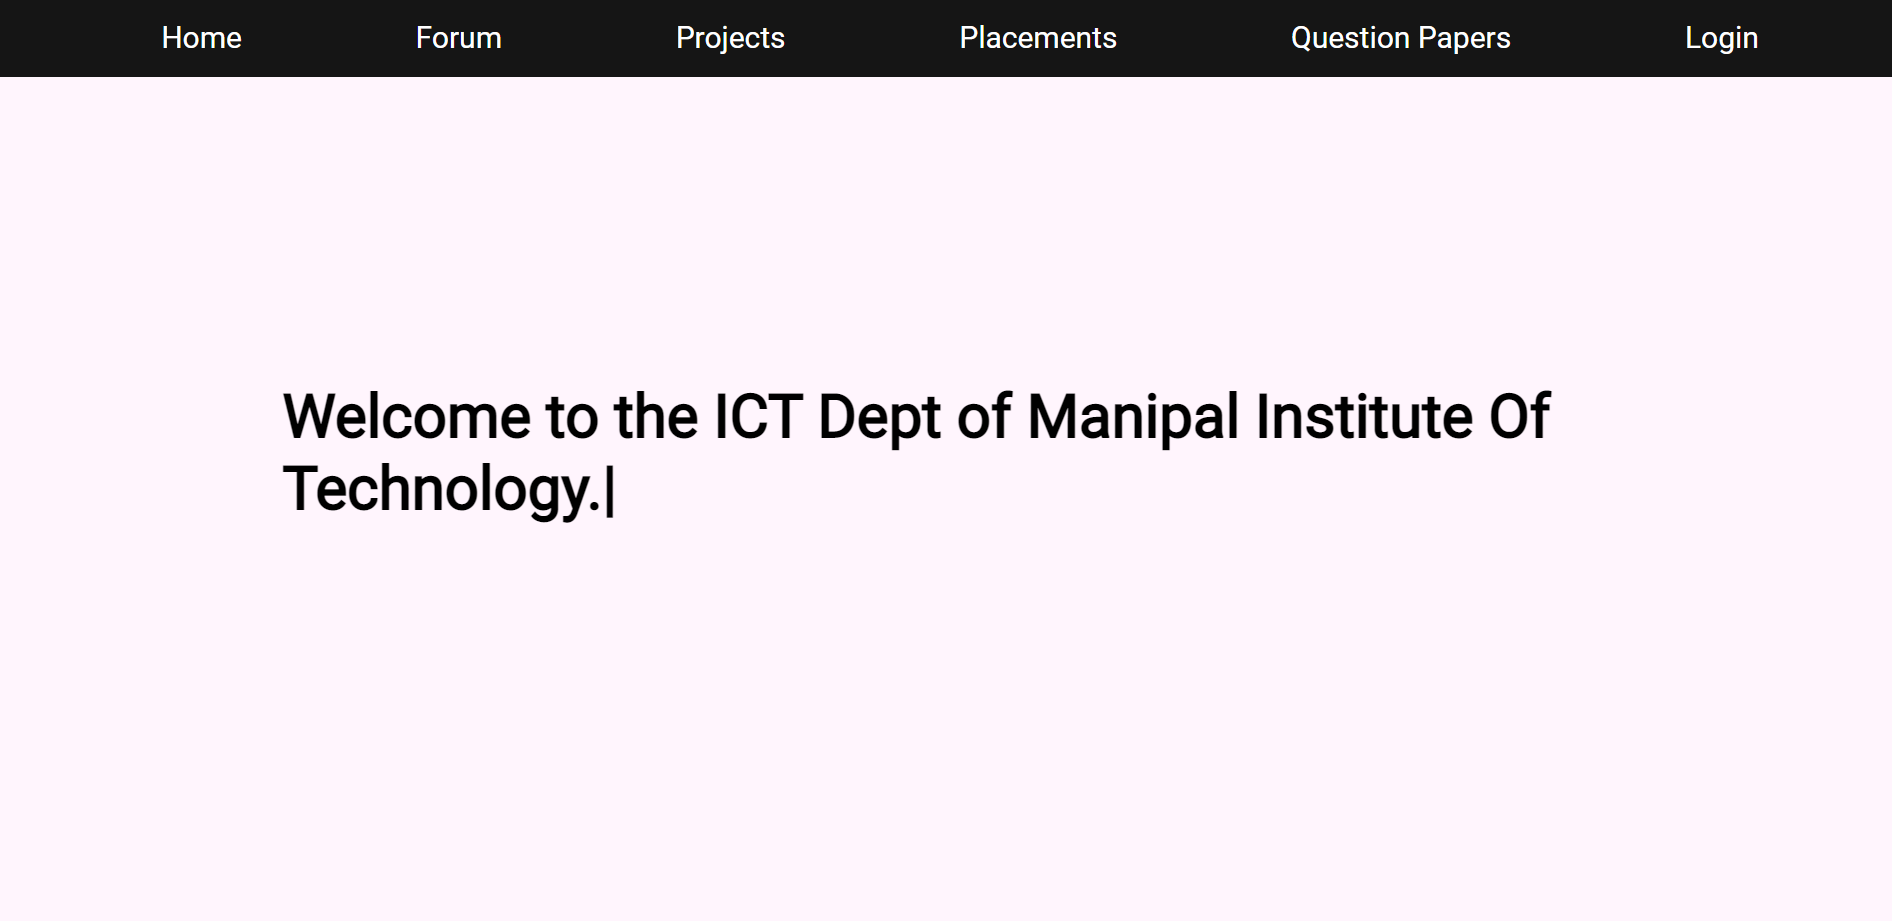 Home Forum Projects Placements Question Papers Login
Welcome to the ICT Dept of Manipal Institute Of
Technology.|